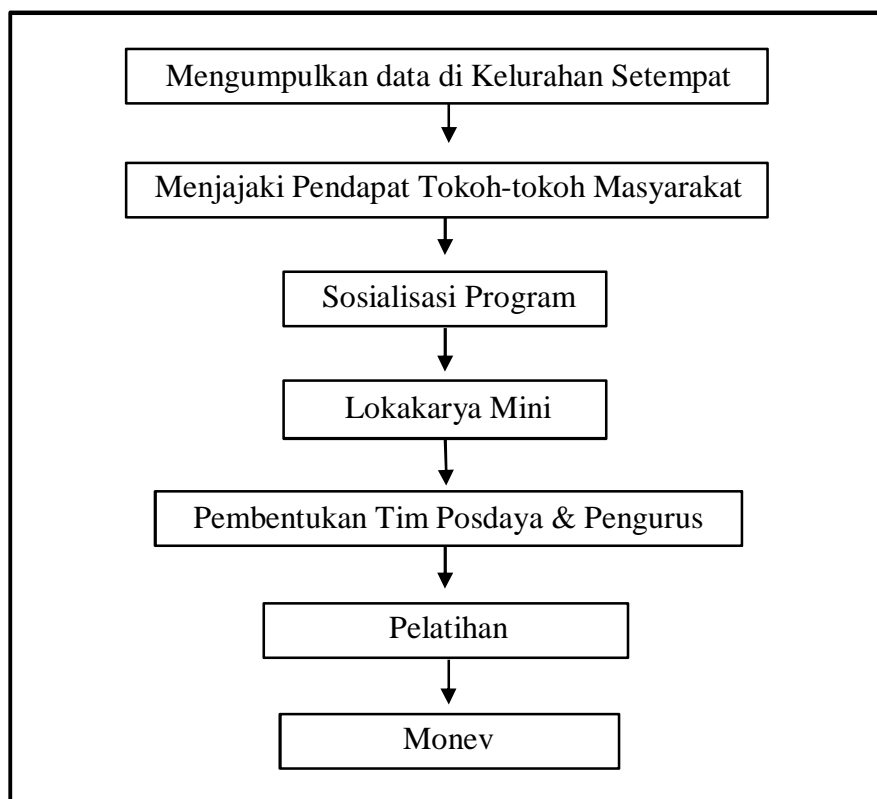 Mengumpulkan data di Kelurahan Setempat
Menjajaki Pendapat Tokoh-tokoh Masyarakat
Sosialisasi Program
Lokakarya Mini
Pembentukan Tim Posdaya & Pengurus
Pelatihan
Monev